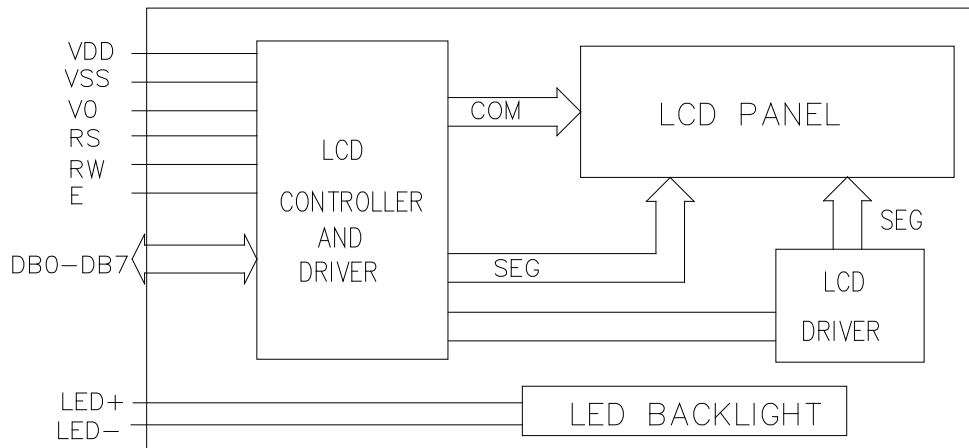 VDD
VSS
V0
RS
RW
E
DB0-DB7
LED+
LED-
LCD
CONTROLLER
AND
DRIVER
COM
SEG
LCD PANEL
SEG
LCD
DRIVER
LED BACKLIGHT